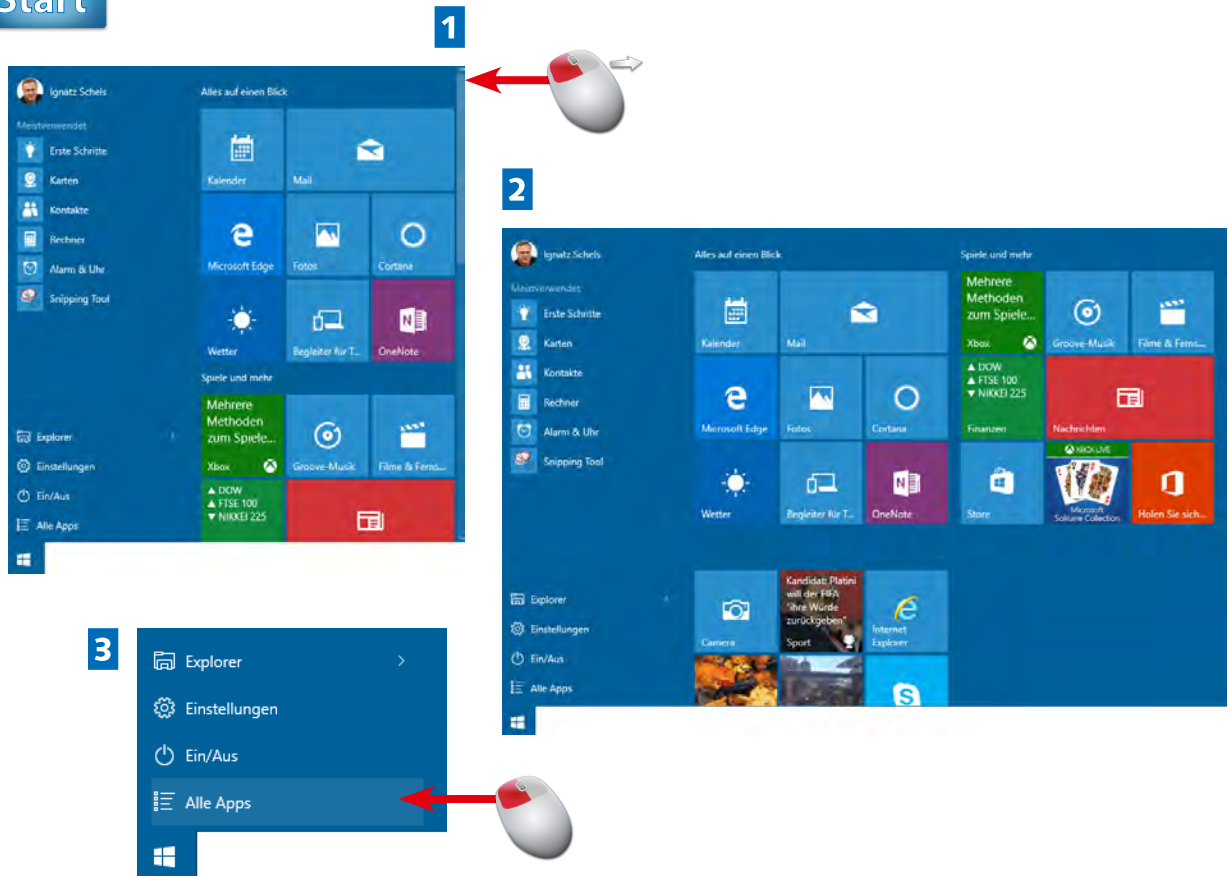 Start
1
Ignatz Schels
Meistverwendet
Erste Schritte
Karten
Kontakte
Rechner
Alarm & Uhr
Snipping Tool
Explorer
Einstellungen
Ein/Aus
Alle Apps
Alles auf einen Blick
Kalender
Mail
Microsoft Edge
Fotos
Cortana
Wetter
Begleiter für T...
OneNote
Spiele und mehr
Mehrere
Methoden
zum Spiele...
Xbox
Groove-Musik
Filme & Ferns...
▲ DOW
▲ FTSE 100
▼ NIKKEI 225
2
Ignatz Schels
Meistverwendet
Erste Schritte
Karten
Kontakte
Rechner
Alarm & Uhr
Snipping Tool
Explorer
Einstellungen
Ein/Aus
Alle Apps
Alles auf einen Blick
Kalender
Mail
Microsoft Edge
Fotos
Cortana
Wetter
Begleiter für T...
OneNote
Spiele und mehr
Mehrere
Methoden
zum Spiele...
Xbox
Groove-Musik
Filme & Ferns...
▲ DOW
▲ FTSE 100
▼ NIKKEI 225
Finanzen
Nachrichten
Store
XBOX LIVE
Microsoft
Solitaire Collection
Holen Sie sich...
Camera
Kandidat: Platini
will der FIFA
"ihre Würde
zurückgeben"
Sport
Internet
Explorer
3
Explorer
Einstellungen
Ein/Aus
Alle Apps